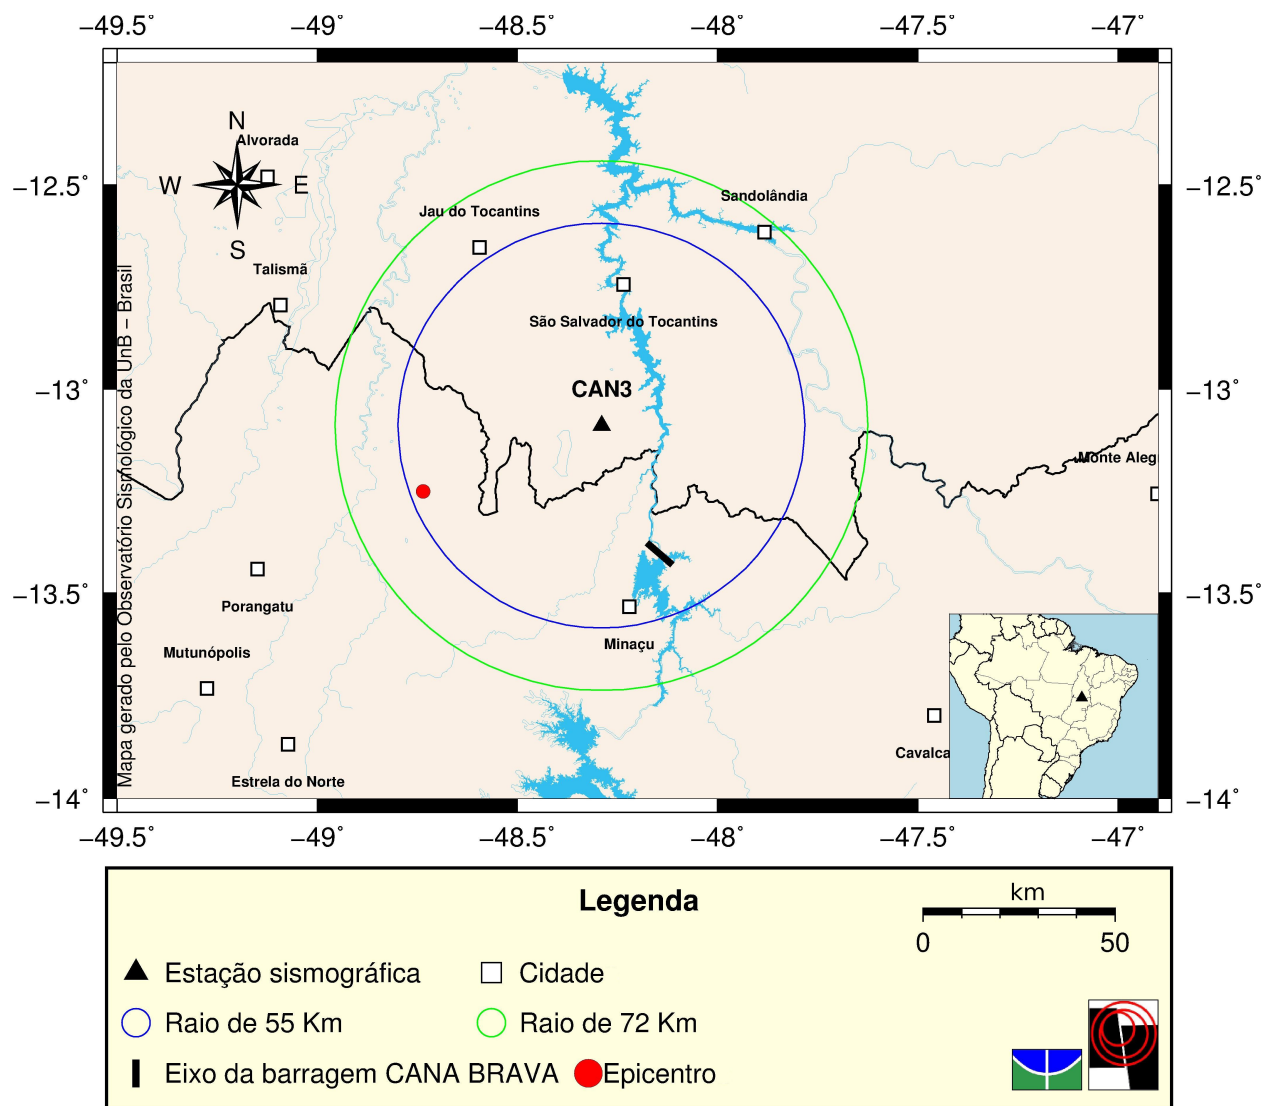 −49.5˚ −49˚ −48.5˚ −48˚ −47.5˚ −47˚
N
Alvorada
W E
S
−12.5˚ −12.5˚
Sandolândia
Jau do Tocantins
Talismã
São Salvador do Tocantins
−13˚ −13˚
CAN3
Monte Aleg
−13.5˚ −13.5˚
Porangatu
Minaçu
Mutunópolis
Cavalca
Estrela do Norte
−14˚ −14˚
Mapa gerado pelo Observatório Sismológico da UnB − Brasil
−49.5˚ −49˚ −48.5˚ −48˚ −47.5˚ −47˚
Legenda
km
0 50
Estação sismográfica Cidade
Raio de 55 Km Raio de 72 Km
Eixo da barragem CANA BRAVA Epicentro